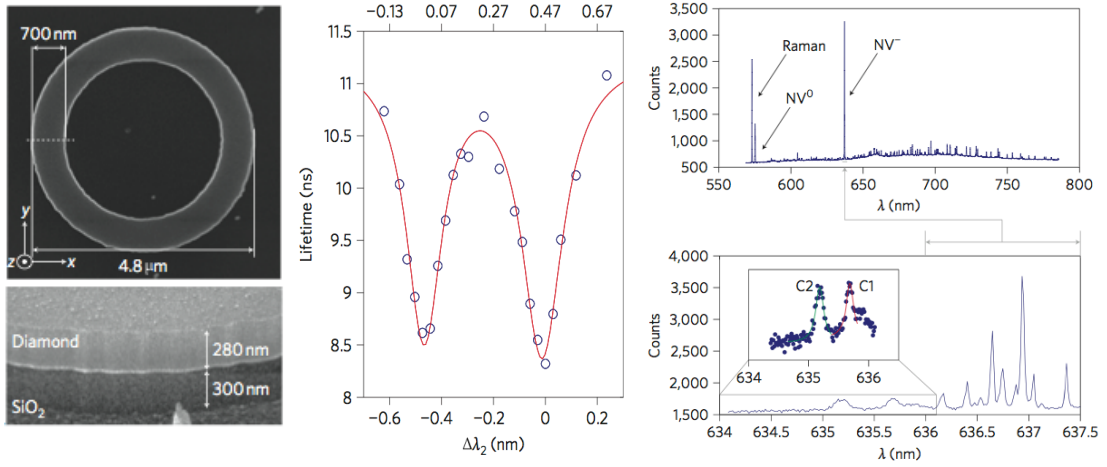 700 nm
y
z
x
4.8 μm
Diamond
280 nm
300 nm
SiO2
−0.13 0.07 0.27 0.47 0.67
11.5
11
10.5
10
9.5
9
8.5
8
Lifetime (ns)
−0.6 −0.4 −0.2 0 0.2
Δλ2 (nm)
3,500
3,000
2,500
2,000
1,500
1,000
500
Counts
Raman
NV⁻
NV⁰
550 600 650 700 750 800
λ (nm)
4,000
3,500
3,000
2,500
2,000
1,500
Counts
C2 C1
634 635 636
634 634.5 635 635.5 636 636.5 637 637.5
λ (nm)